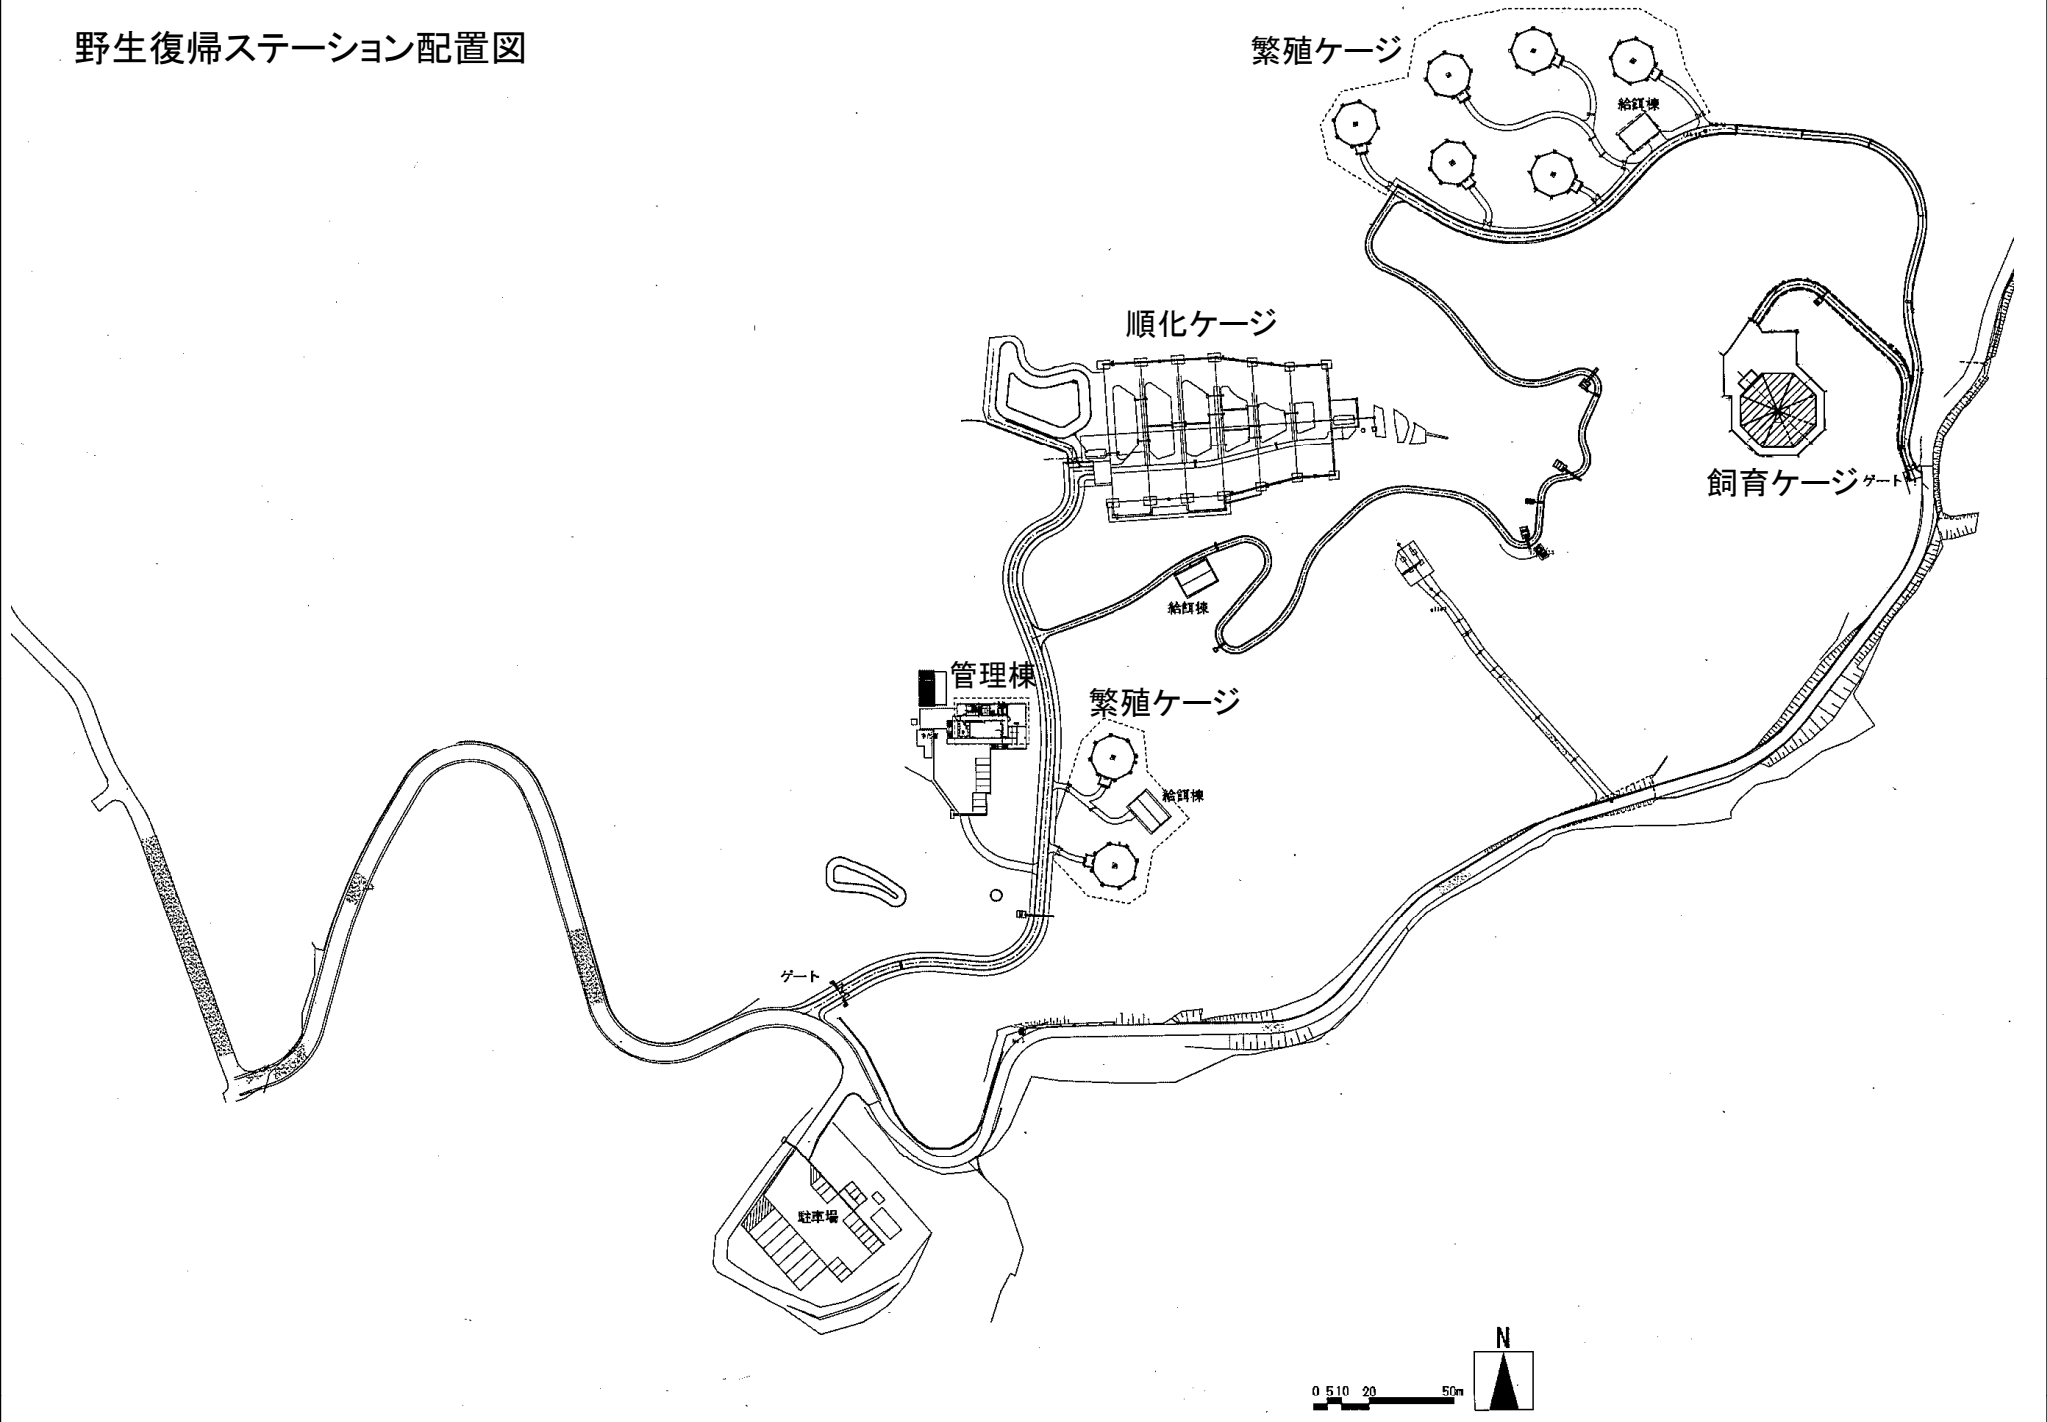 野生復帰ステーション配置図
繁殖ケージ
給餌棟
順化ケージ
飼育ケージ
ゲート
給餌棟
管理棟
繁殖ケージ
給餌棟
ゲート
駐車場
N
0 5 10 20 50m